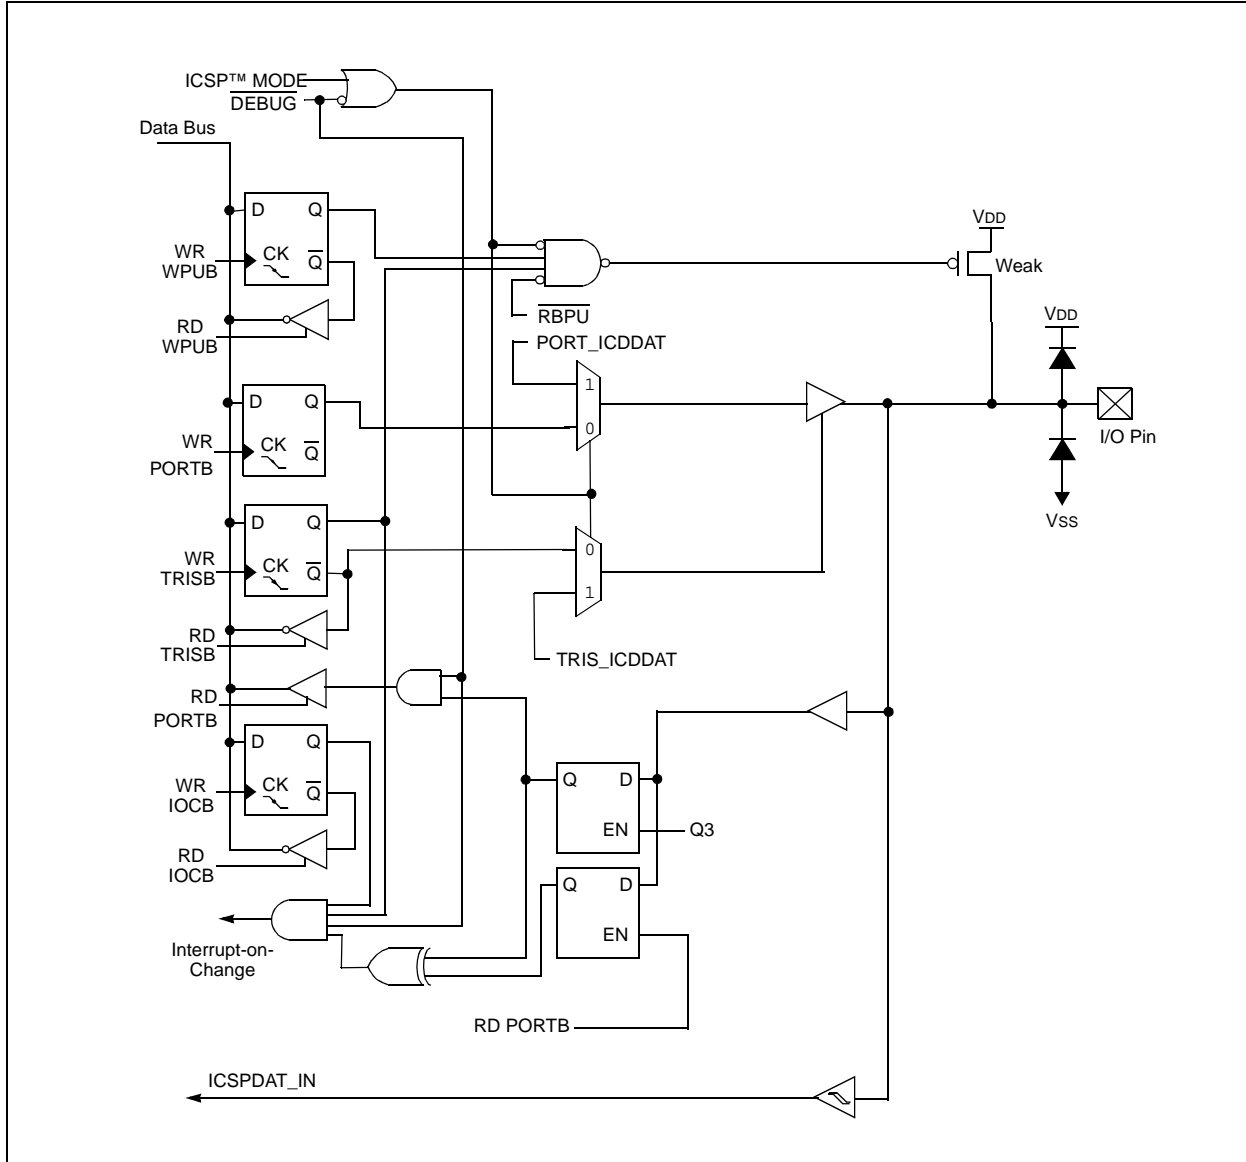 ICSP™ MODE
DEBUG
Data Bus
D Q
CK Q
WR
WPUB
RD
WPUB
VDD
Weak
RBPU
PORT_ICDDAT
1
0
VDD
I/O Pin
VSS
D Q
CK Q
WR
PORTB
D Q
CK Q
WR
TRISB
0
1
RD
TRISB
TRIS_ICDDAT
RD
PORTB
D Q
CK Q
WR
IOCB
RD
IOCB
Q D
EN
Q3
Q D
EN
Interrupt-on-
Change
RD PORTB
ICSPDAT_IN